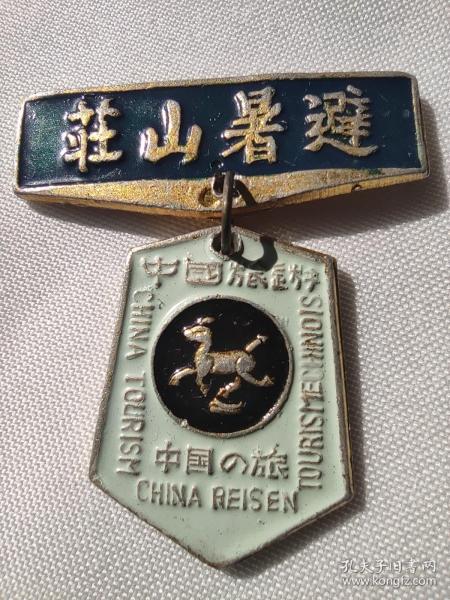 莊山暑避
中国旅游
CHINA TOURISM
TOURISME CHINOIS
中国の旅
CHINA REISEN
孔夫子旧书网
www.kongfz.com